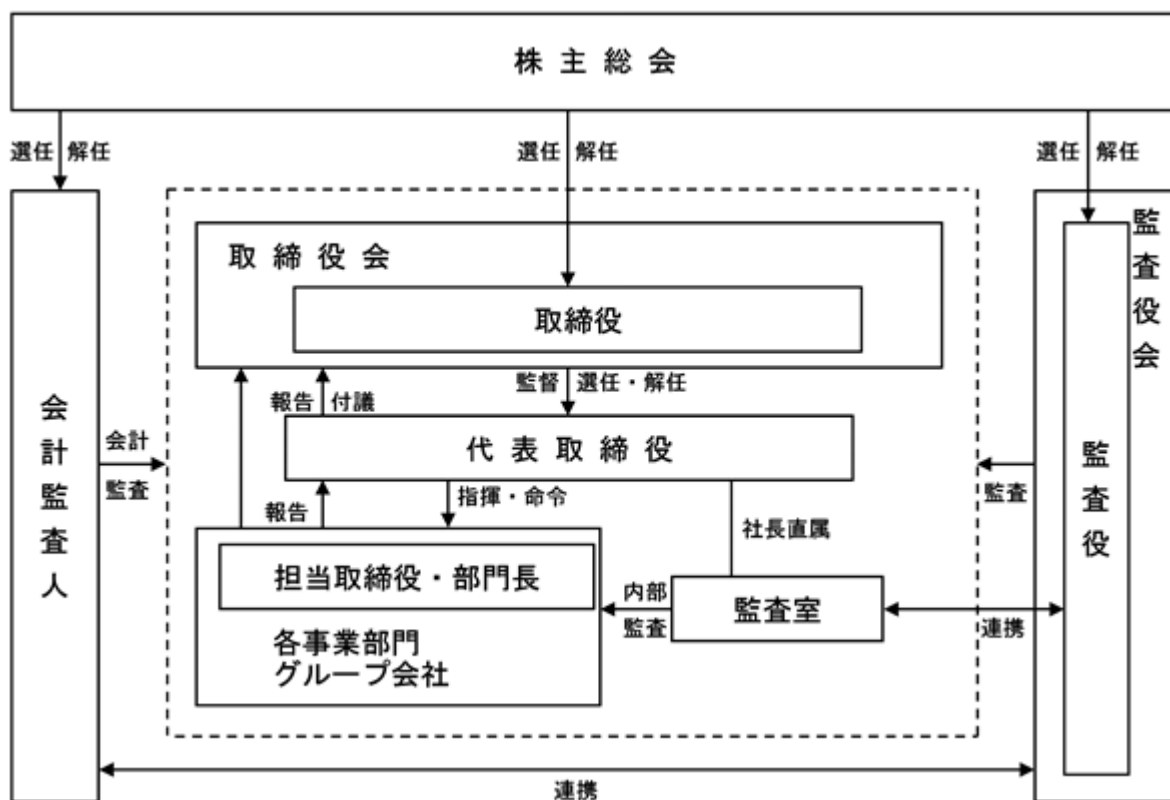 株主総会
選任 解任
選任 解任
選任 解任
会計監査人
取締役会
取締役
監査役会
監査役
監督 選任・解任
報告 付議
代表取締役
会計
監査
監査
報告
指揮・命令
社長直属
担当取締役・部門長
各事業部門
グループ会社
内部
監査
監査室
連携
連携